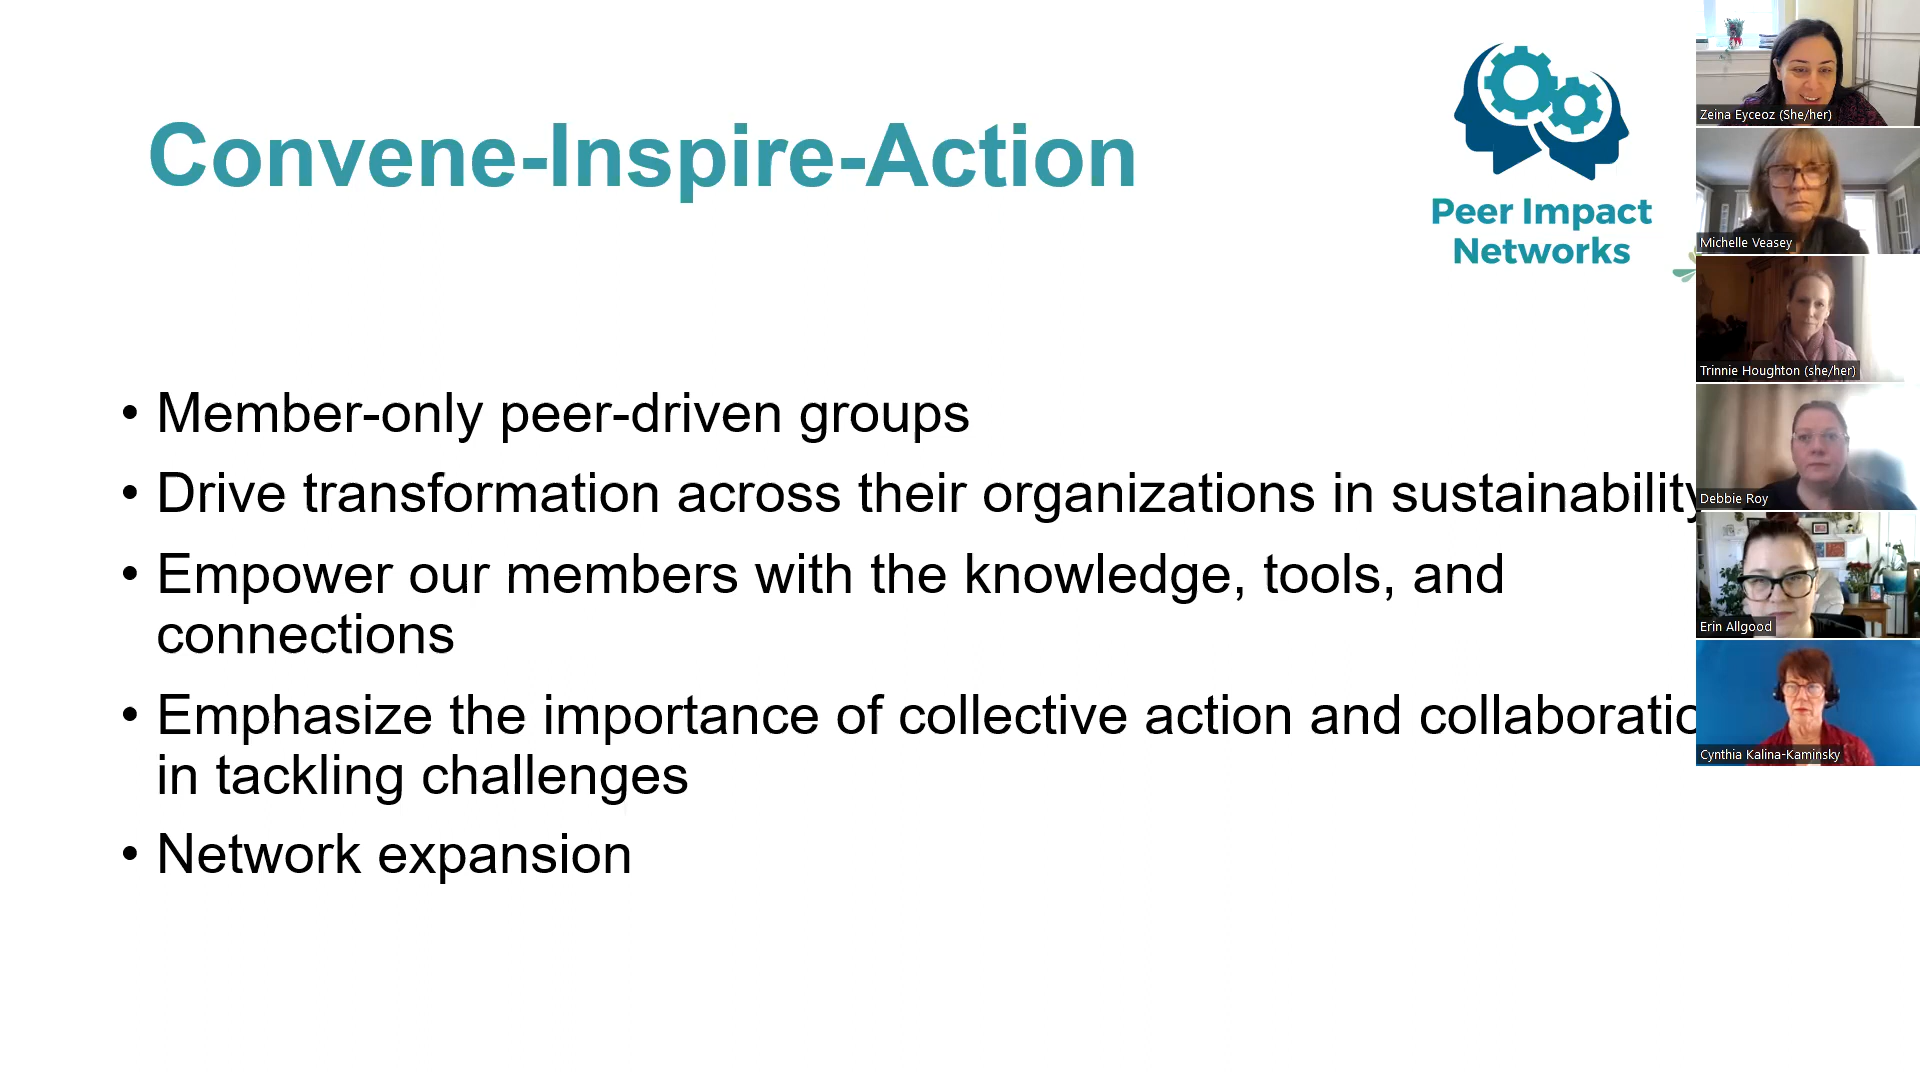 Convene-Inspire-Action
Peer Impact
Networks
• Member-only peer-driven groups
• Drive transformation across their organizations in sustainability
• Empower our members with the knowledge, tools, and
connections
• Emphasize the importance of collective action and collaboratio
in tackling challenges
• Network expansion
Zeina Eyceoz (She/her)
Michelle Veasey
Trinnie Houghton (she/her)
Debbie Roy
Erin Allgood
Cynthia Kalina-Kaminsky